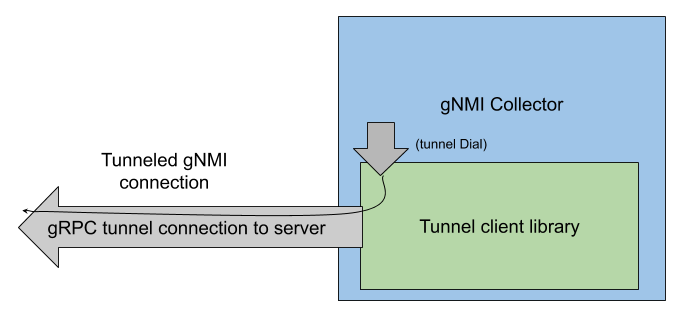 gNMI Collector
(tunnel Dial)
Tunneled gNMI
connection
gRPC tunnel connection to server
Tunnel client library